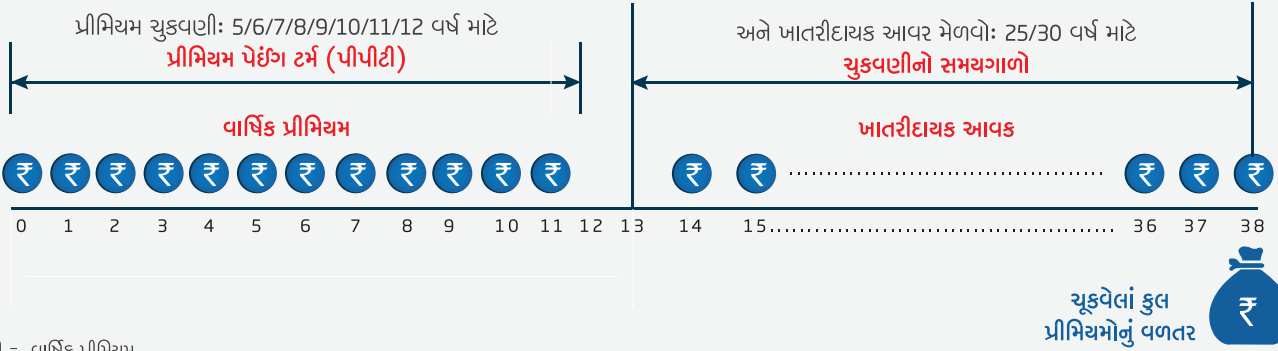 પ્રીમિયમ ચુકવણી: 5/6/7/8/9/10/11/12 વર્ષ માટે
પ્રીમિયમ પેઈંગ ટર્મ (પીપીટી)
અને ખાતરીદાયક આવર મેળવો: 25/30 વર્ષ માટે
ચુકવણીનો સમયગાળો
વાર્ષિક પ્રીમિયમ
ખાતરીદાયક આવક
₹ ₹ ₹ ₹ ₹ ₹ ₹ ₹ ₹ ₹ ₹ ₹ ₹ ₹ ........ ₹ ₹ ₹
0 1 2 3 4 5 6 7 8 9 10 11 12 13 14 15........ 36 37 38
ચૂકવેલાં કુલ
પ્રીમિયમોનું વળતર
₹
= વાર્ષિક પ્રીમિયમ